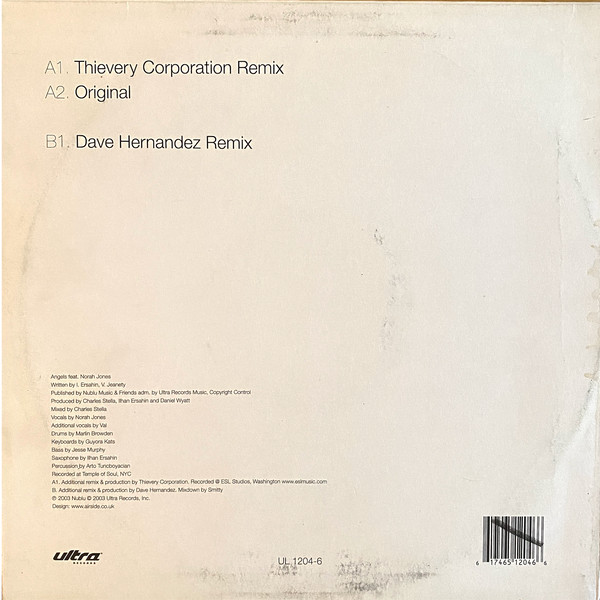 A1. Thievery Corporation Remix
A2. Original
B1. Dave Hernandez Remix
Angels feat. Norah Jones
Written by I. Ersahin, V. Jeanety
Published by Nublu Music & Friends adm. by Ultra Records Music, Copyright Control
Produced by Charles Stella, Ilhan Ersahin and Daniel Wyatt
Mixed by Charles Stella
Vocals by Norah Jones
Additional vocals by Vai
Drums by Martin Browden
Keyboards by Guyora Kats
Bass by Jesse Murphy
Saxophone by Ilhan Ersahin
Percussion by Arto Tuncboyacian
Recorded at Temple of Soul, NYC
A1. Additional remix & production by Thievery Corporation. Recorded @ ESL Studios, Washington www.eslmusic.com
B. Additional remix & production by Dave Hernandez. Mixdown by Smitty
℗ 2003 Nublu © 2003 Ultra Records, Inc.
Design: www.airside.co.uk
ultra
RECORDS
UL 1204-6
6 17465 12046 6